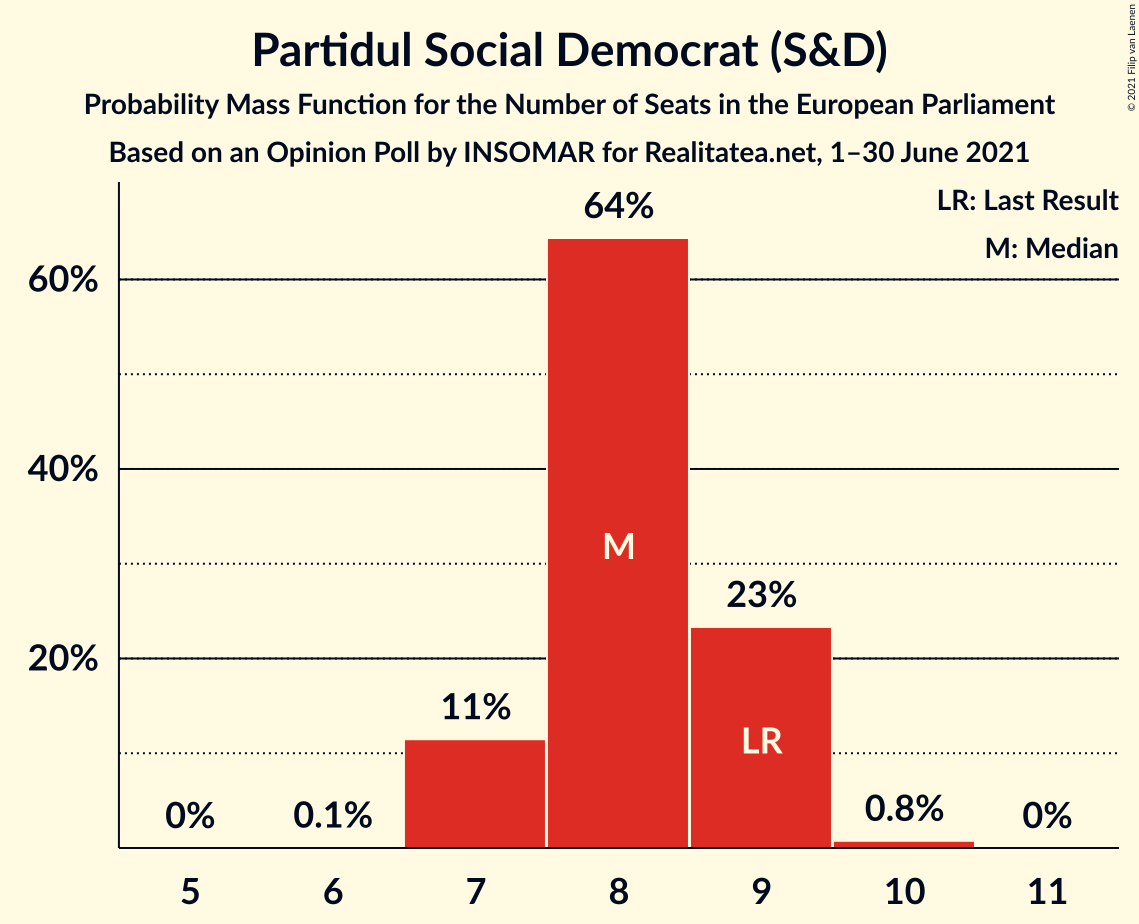 Partidul Social Democrat (S&D)
Probability Mass Function for the Number of Seats in the European Parliament
Based on an Opinion Poll by INSOMAR for Realitatea.net, 1–30 June 2021
© 2021 Filip van Laenen
LR: Last Result
M: Median
64%
60%
40%
M
23%
20%
11%
LR
0%
0.1%
0.8%
0%
5
6
7
8
9
10
11